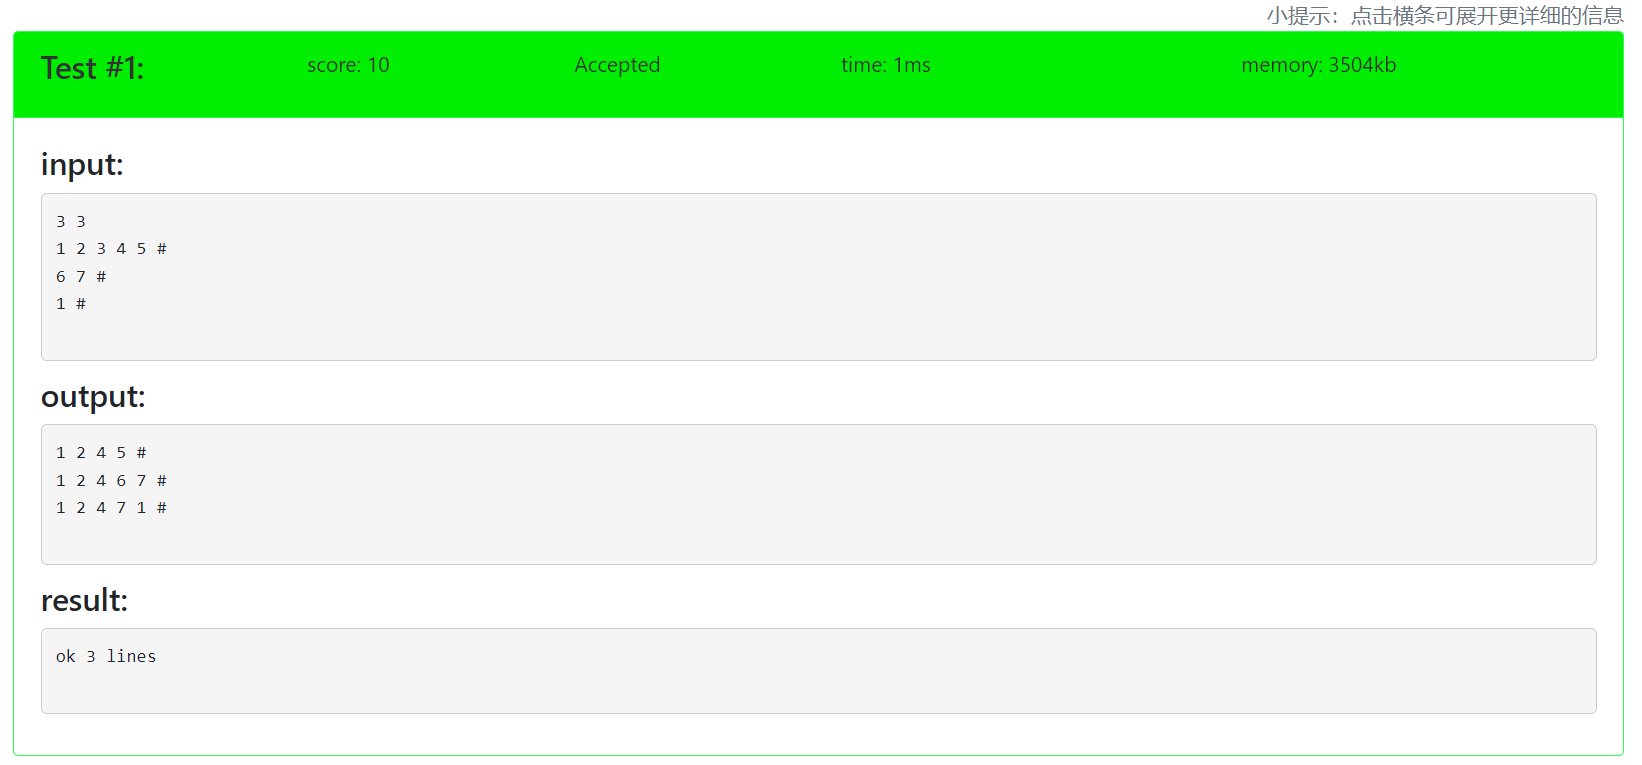 小提示：点击横条可展开更详细的信息
Test #1: score: 10 Accepted time: 1ms memory: 3504kb
input:
3 3
1 2 3 4 5 #
6 7 #
1 #
output:
1 2 4 5 #
1 2 4 6 7 #
1 2 4 7 1 #
result:
ok 3 lines